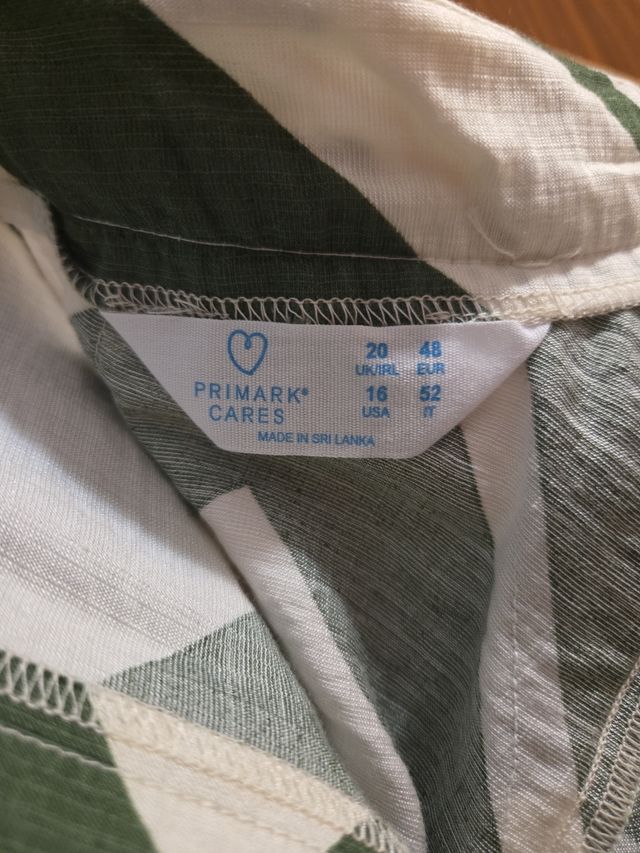 PRIMARK®
CARES
20 48
UK/IRL EUR
16 52
USA IT
MADE IN SRI LANKA